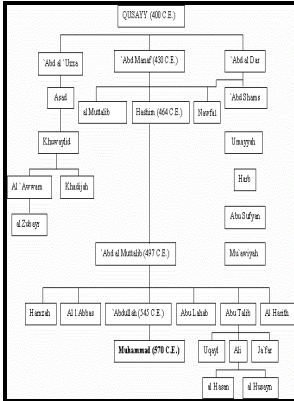 QUSAYY (400 C.E.)
`Abd al `Uzza
`Abd Manaf (430 C.E.)
`Abd al Dar
Asad
al Muttalib
Hashim (464 C.E.)
Nawfal
`Abd Shams
Khuwaylid
Umayyah
Al `Awwam
Khadijah
Harb
al Zubayr
Abu Sufyan
`Abd al Muttalib (497 C.E.)
Mu`awiyah
Hamzah
Al l Abbas
`Abdullah (545 C.E.)
Abu Lahab
Abu Talib
Al Harith
Muhammad (570 C.E.)
Uqayl
Ali
Ja'far
al Hasan
al Husayn